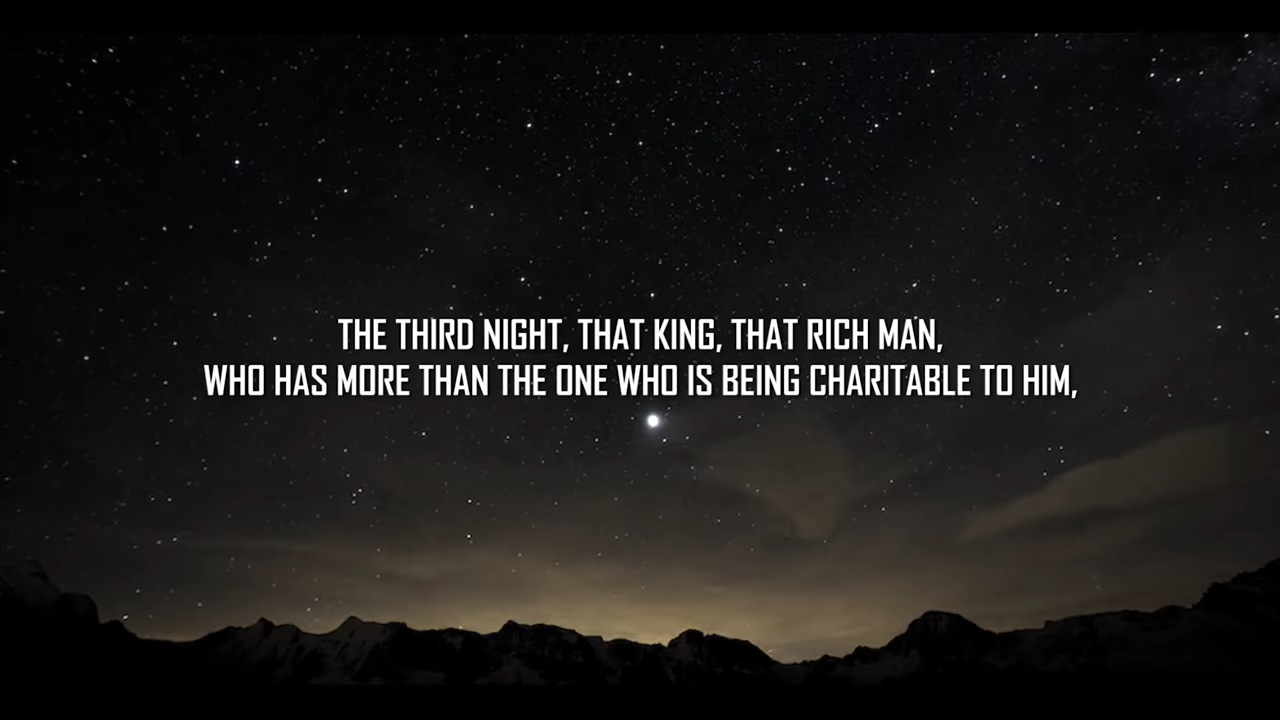 THE THIRD NIGHT, THAT KING, THAT RICH MAN,
WHO HAS MORE THAN THE ONE WHO IS BEING CHARITABLE TO HIM,